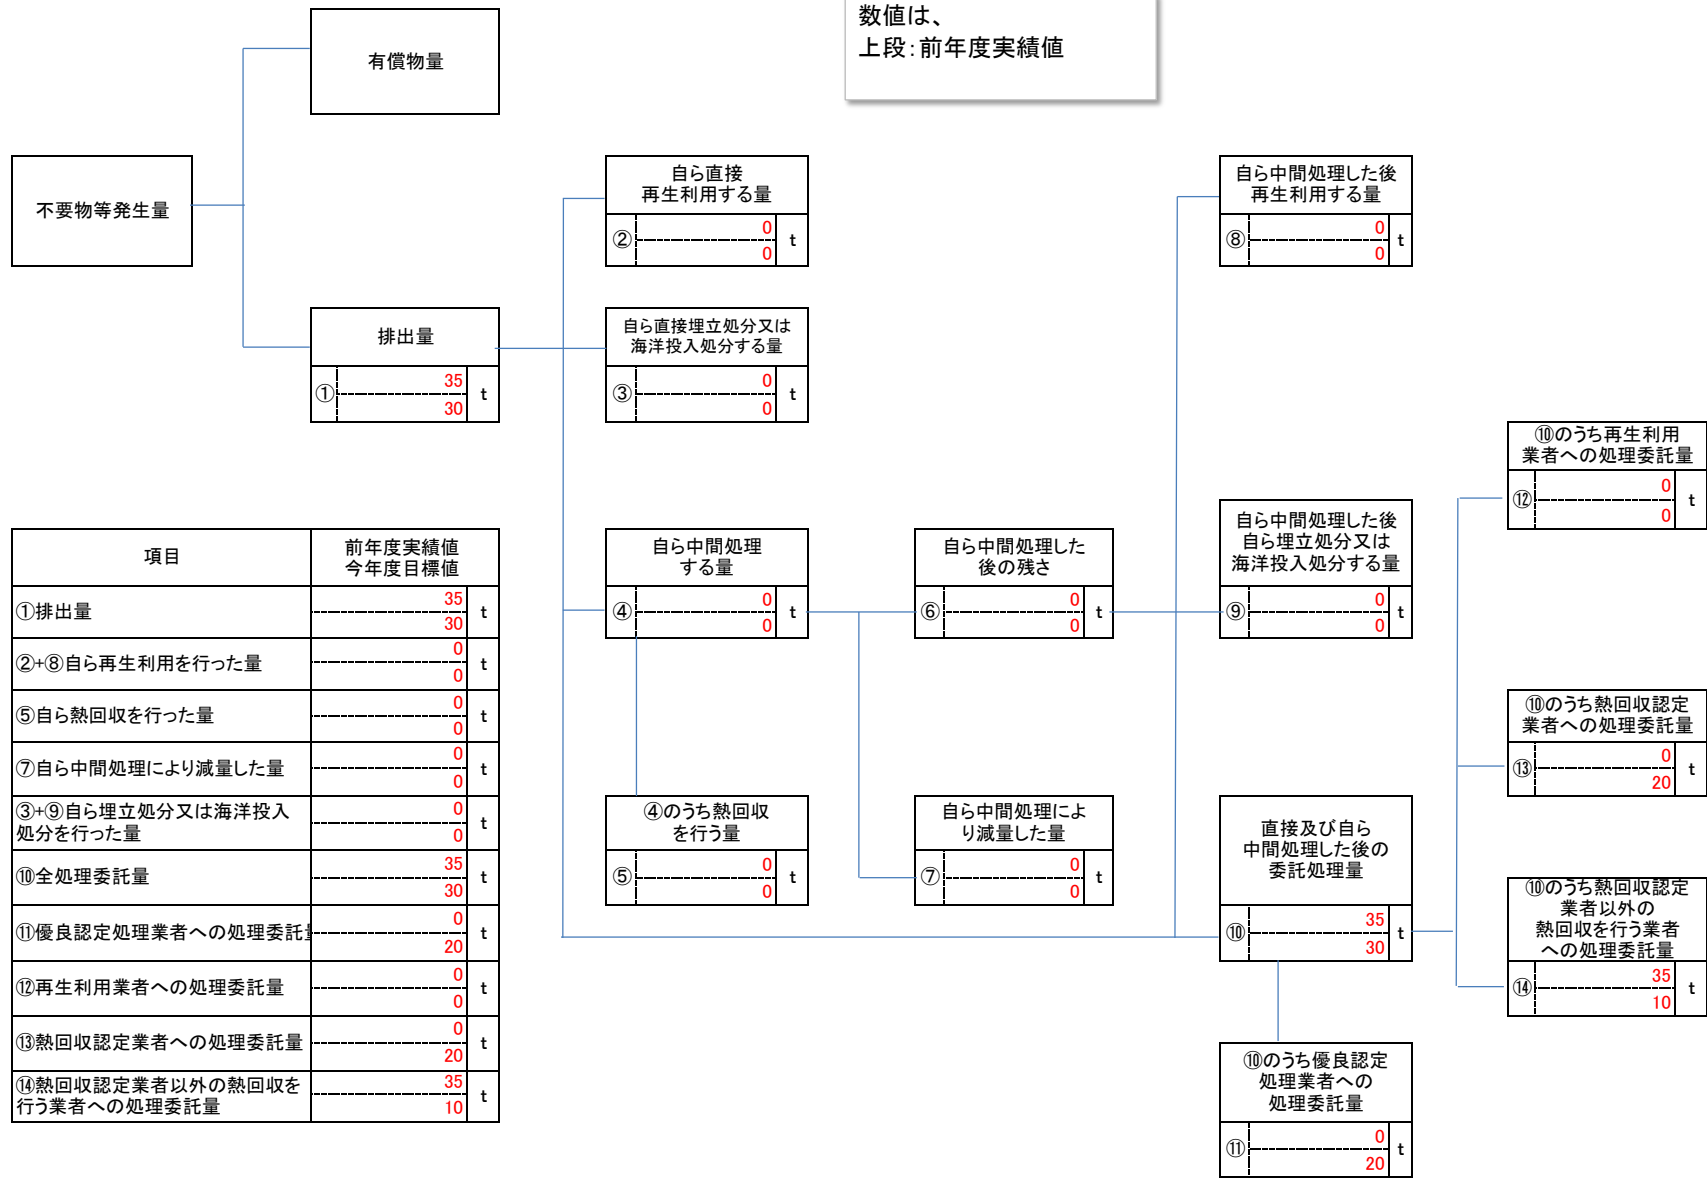 数値は、
上段：前年度実績値
有償物量
不要物等発生量
自ら直接
再生利用する量
②
0
0
t
自ら中間処理した後
再生利用する量
⑧
0
0
t
排出量
①
35
30
t
自ら直接埋立処分又は
海洋投入処分する量
③
0
0
t
⑩のうち再生利用
業者への処理委託量
⑫
0
0
t
自ら中間処理
する量
④
0
0
t
自ら中間処理した
後の残さ
⑥
0
0
t
自ら中間処理した後
自ら埋立処分又は
海洋投入処分する量
⑨
0
0
t
⑩のうち熱回収認定
業者への処理委託量
⑬
0
20
t
④のうち熱回収
を行う量
⑤
0
0
t
自ら中間処理によ
り減量した量
⑦
0
0
t
直接及び自ら
中間処理した後の
委託処理量
⑩
35
30
t
⑩のうち熱回収認定
業者以外の
熱回収を行う業者
への処理委託量
⑭
35
10
t
⑩のうち優良認定
処理業者への
処理委託量
⑪
0
20
t
項目
前年度実績値
今年度目標値
①排出量
35
30
t
②+⑧自ら再生利用を行った量
0
0
t
⑤自ら熱回収を行った量
0
0
t
⑦自ら中間処理により減量した量
0
0
t
③+⑨自ら埋立処分又は海洋投入
処分を行った量
0
0
t
⑩全処理委託量
35
30
t
⑪優良認定処理業者への処理委託
0
20
t
⑫再生利用業者への処理委託量
0
0
t
⑬熱回収認定業者への処理委託量
0
20
t
⑭熱回収認定業者以外の熱回収を
行う業者への処理委託量
35
10
t